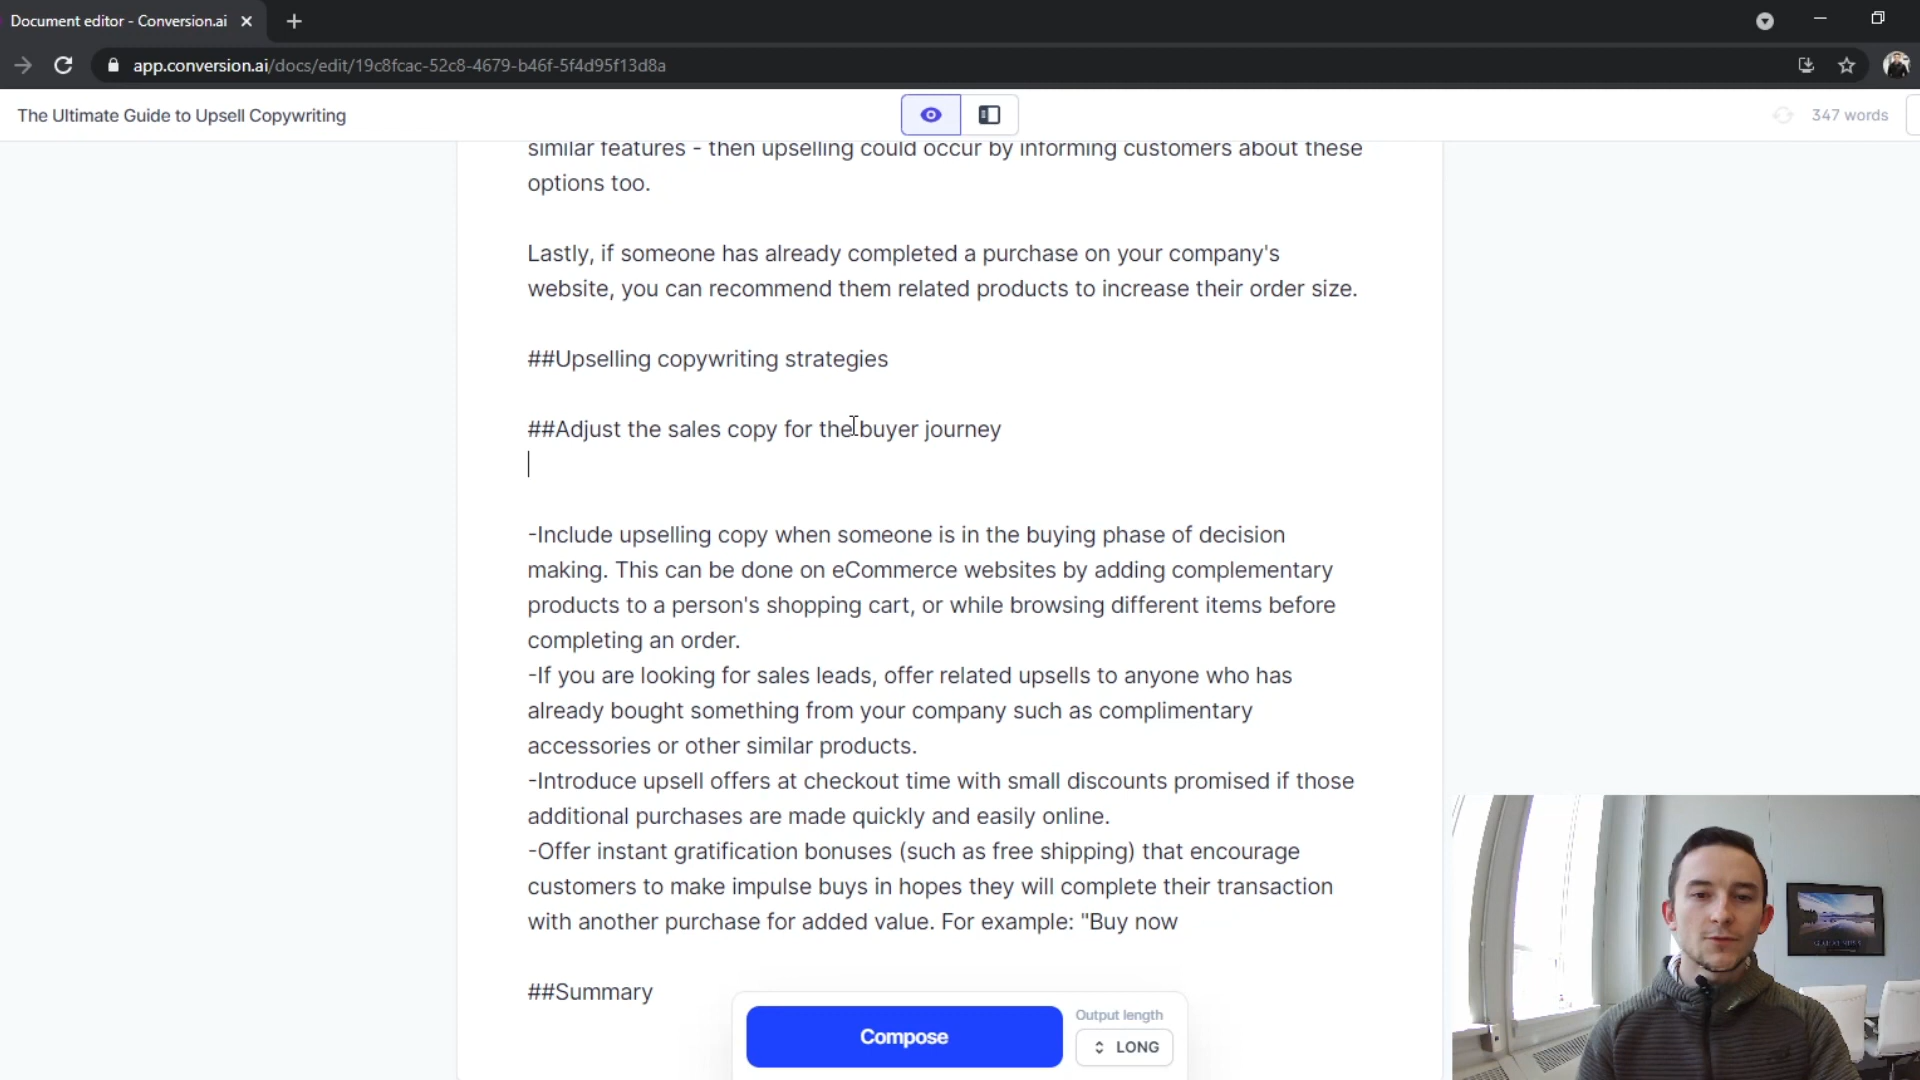 Document editor - Conversion.ai
app.conversion.ai/docs/edit/19c8fcac-52c8-4679-b46f-5f4d95f13d8a
The Ultimate Guide to Upsell Copywriting
347 words
similar features - then upselling could occur by informing customers about these
options too.
Lastly, if someone has already completed a purchase on your company's
website, you can recommend them related products to increase their order size.
##Upselling copywriting strategies
##Adjust the sales copy for the buyer journey
-Include upselling copy when someone is in the buying phase of decision
making. This can be done on eCommerce websites by adding complementary
products to a person's shopping cart, or while browsing different items before
completing an order.
-If you are looking for sales leads, offer related upsells to anyone who has
already bought something from your company such as complimentary
accessories or other similar products.
-Introduce upsell offers at checkout time with small discounts promised if those
additional purchases are made quickly and easily online.
-Offer instant gratification bonuses (such as free shipping) that encourage
customers to make impulse buys in hopes they will complete their transaction
with another purchase for added value. For example: "Buy now
##Summary
Compose
Output length
LONG